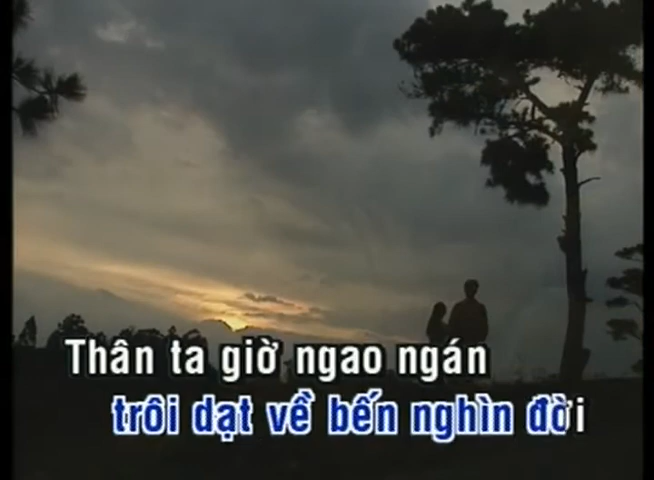 Thân ta giờ ngao ngán
trôi dạt về bến nghìn đời